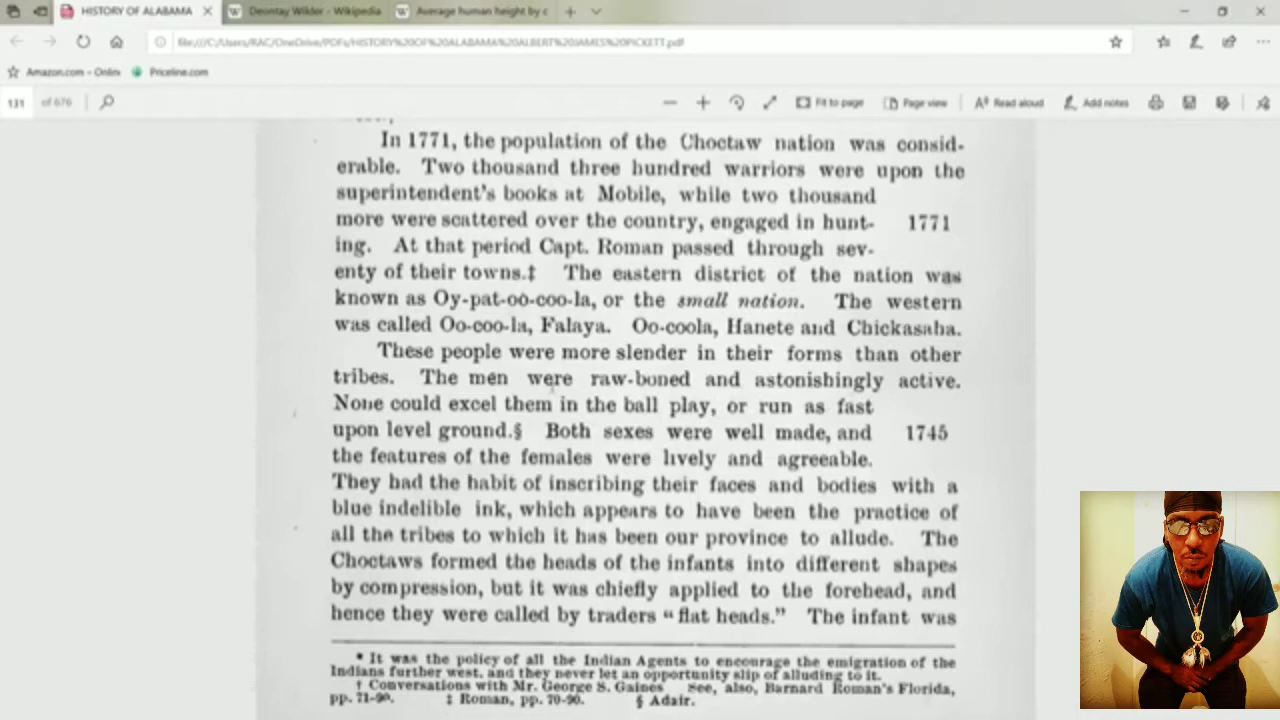 HISTORY OF ALABAMA
Deontay Wilder - Wikipedia
Average human height by c
file:///C:/Users/RAC/OneDrive/PDFs/HISTORY%20OF%20ALABAMA%20ALBERT%20JAMES%20PICKETT.pdf
Amazon.com – Onlin
Priceline.com
131 of 676
Fit to page
Page view
Read aloud
Add notes
In 1771, the population of the Choctaw nation was consid-
erable. Two thousand three hundred warriors were upon the
superintendent's books at Mobile, while two thousand
more were scattered over the country, engaged in hunt- 1771
ing. At that period Capt. Roman passed through sev-
enty of their towns.‡ The eastern district of the nation was
known as Oy-pat-oo-coo-la, or the small nation. The western
was called Oo-coo-la, Falaya. Oo-coola, Hanete and Chickasaha.
These people were more slender in their forms than other
tribes. The men were raw-boned and astonishingly active.
None could excel them in the ball play, or run as fast
upon level ground.§ Both sexes were well made, and 1745
the features of the females were lively and agreeable.
They had the habit of inscribing their faces and bodies with a
blue indelible ink, which appears to have been the practice of
all the tribes to which it has been our province to allude. The
Choctaws formed the heads of the infants into different shapes
by compression, but it was chiefly applied to the forehead, and
hence they were called by traders "flat heads." The infant was
* It was the policy of all the Indian Agents to encourage the emigration of the
Indians further west, and they never let an opportunity slip of alluding to it.
† Conversations with Mr. George S. Gaines See, also, Barnard Roman's Florida,
pp. 71-90. ‡ Roman, pp. 70-90. § Adair.